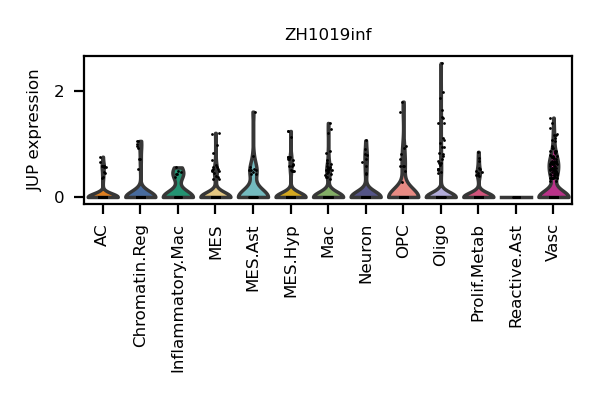 ZH1019inf
JUP expression
2
0
AC
Chromatin.Reg
Inflammatory.Mac
MES
MES.Ast
MES.Hyp
Mac
Neuron
OPC
Oligo
Prolif.Metab
Reactive.Ast
Vasc